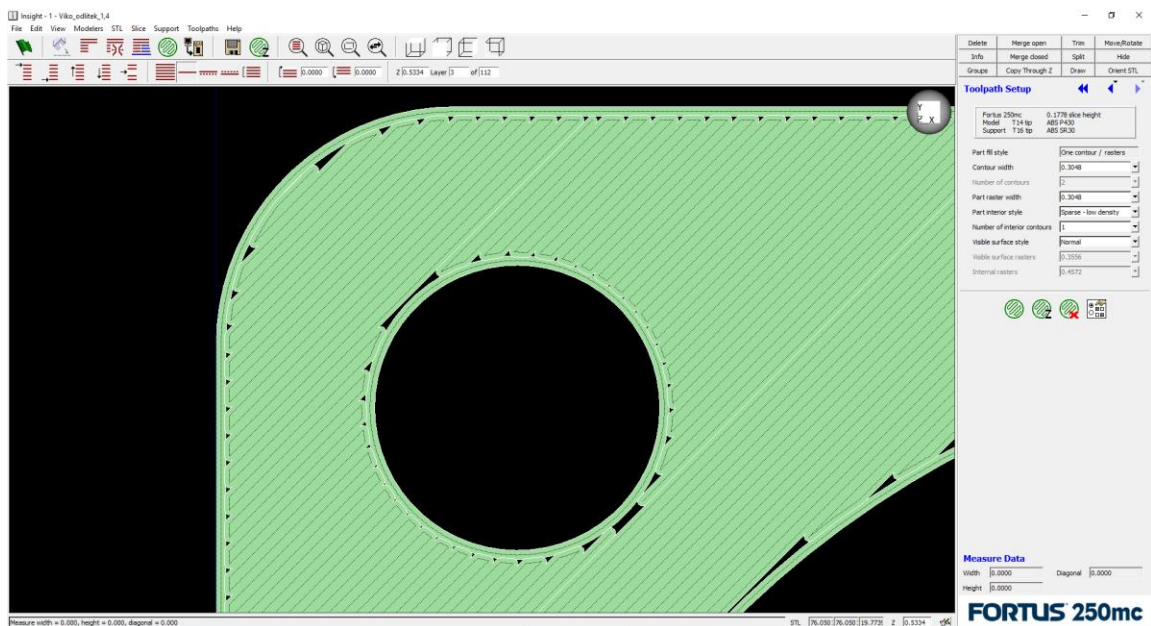 Insight - 1 - Viko_odlitek_1,4
File Edit View Modelers STL Slice Support Toolpaths Help
0.0000 0.0000 Z 0.5334 Layer 3 of 112
Delete Merge open Trim Move/Rotate
Info Merge closed Split Hide
Groups Copy Through Z Draw Orient STL
Toolpath Setup
Fortus 250mc 0.1778 slice height
Model T14 tip ABS P430
Support T16 tip ABS SR30
Part fill style One contour / rasters
Contour width 0.3048
Number of contours 2
Part raster width 0.3048
Part interior style Sparse - low density
Number of interior contours 1
Visible surface style Normal
Visible surface rasters 0.3556
Internal rasters 0.4572
Y
Z X
Measure Data
Width 0.0000 Diagonal 0.0000
Height 0.0000
FORTUS 250mc
Measure width = 0.000, height = 0.000, diagonal = 0.000 STL Z 0.5334